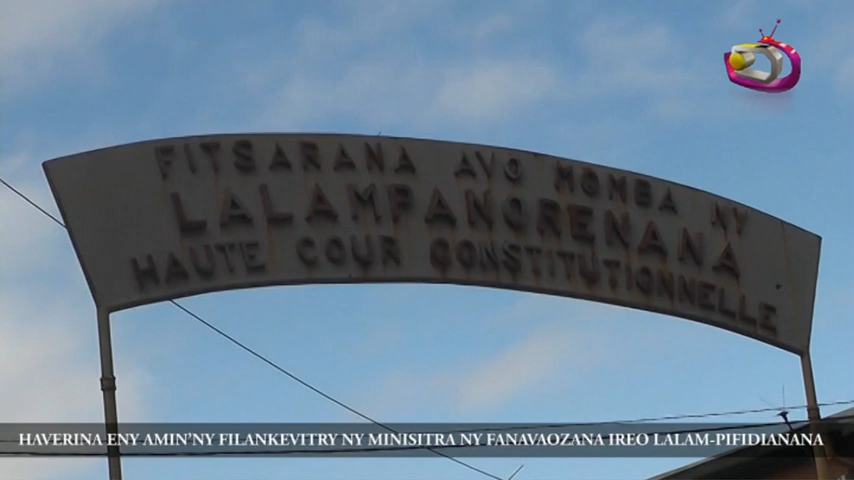 FITSARANA AVO MOMBA NY
LALAMPANORENANA
HAUTE COUR CONSTITUTIONNELLE
HAVERINA ENY AMIN'NY FILANKEVITRY NY MINISITRA NY FANAVAOZANA IREO LALAM-PIFIDIANANA